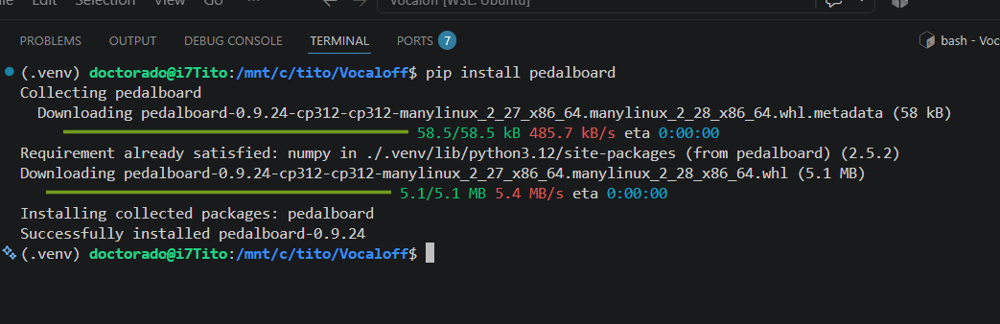 Edit Selection View Go ··· Vocaloff [WSL: Ubuntu]
PROBLEMS OUTPUT DEBUG CONSOLE TERMINAL PORTS 7 bash - Voc
(.venv) doctorado@i7Tito:/mnt/c/tito/Vocaloff$ pip install pedalboard
Collecting pedalboard
Downloading pedalboard-0.9.24-cp312-cp312-manylinux_2_27_x86_64.manylinux_2_28_x86_64.whl.metadata (58 kB)
58.5/58.5 kB 485.7 kB/s eta 0:00:00
Requirement already satisfied: numpy in ./.venv/lib/python3.12/site-packages (from pedalboard) (2.5.2)
Downloading pedalboard-0.9.24-cp312-cp312-manylinux_2_27_x86_64.manylinux_2_28_x86_64.whl (5.1 MB)
5.1/5.1 MB 5.4 MB/s eta 0:00:00
Installing collected packages: pedalboard
Successfully installed pedalboard-0.9.24
(.venv) doctorado@i7Tito:/mnt/c/tito/Vocaloff$